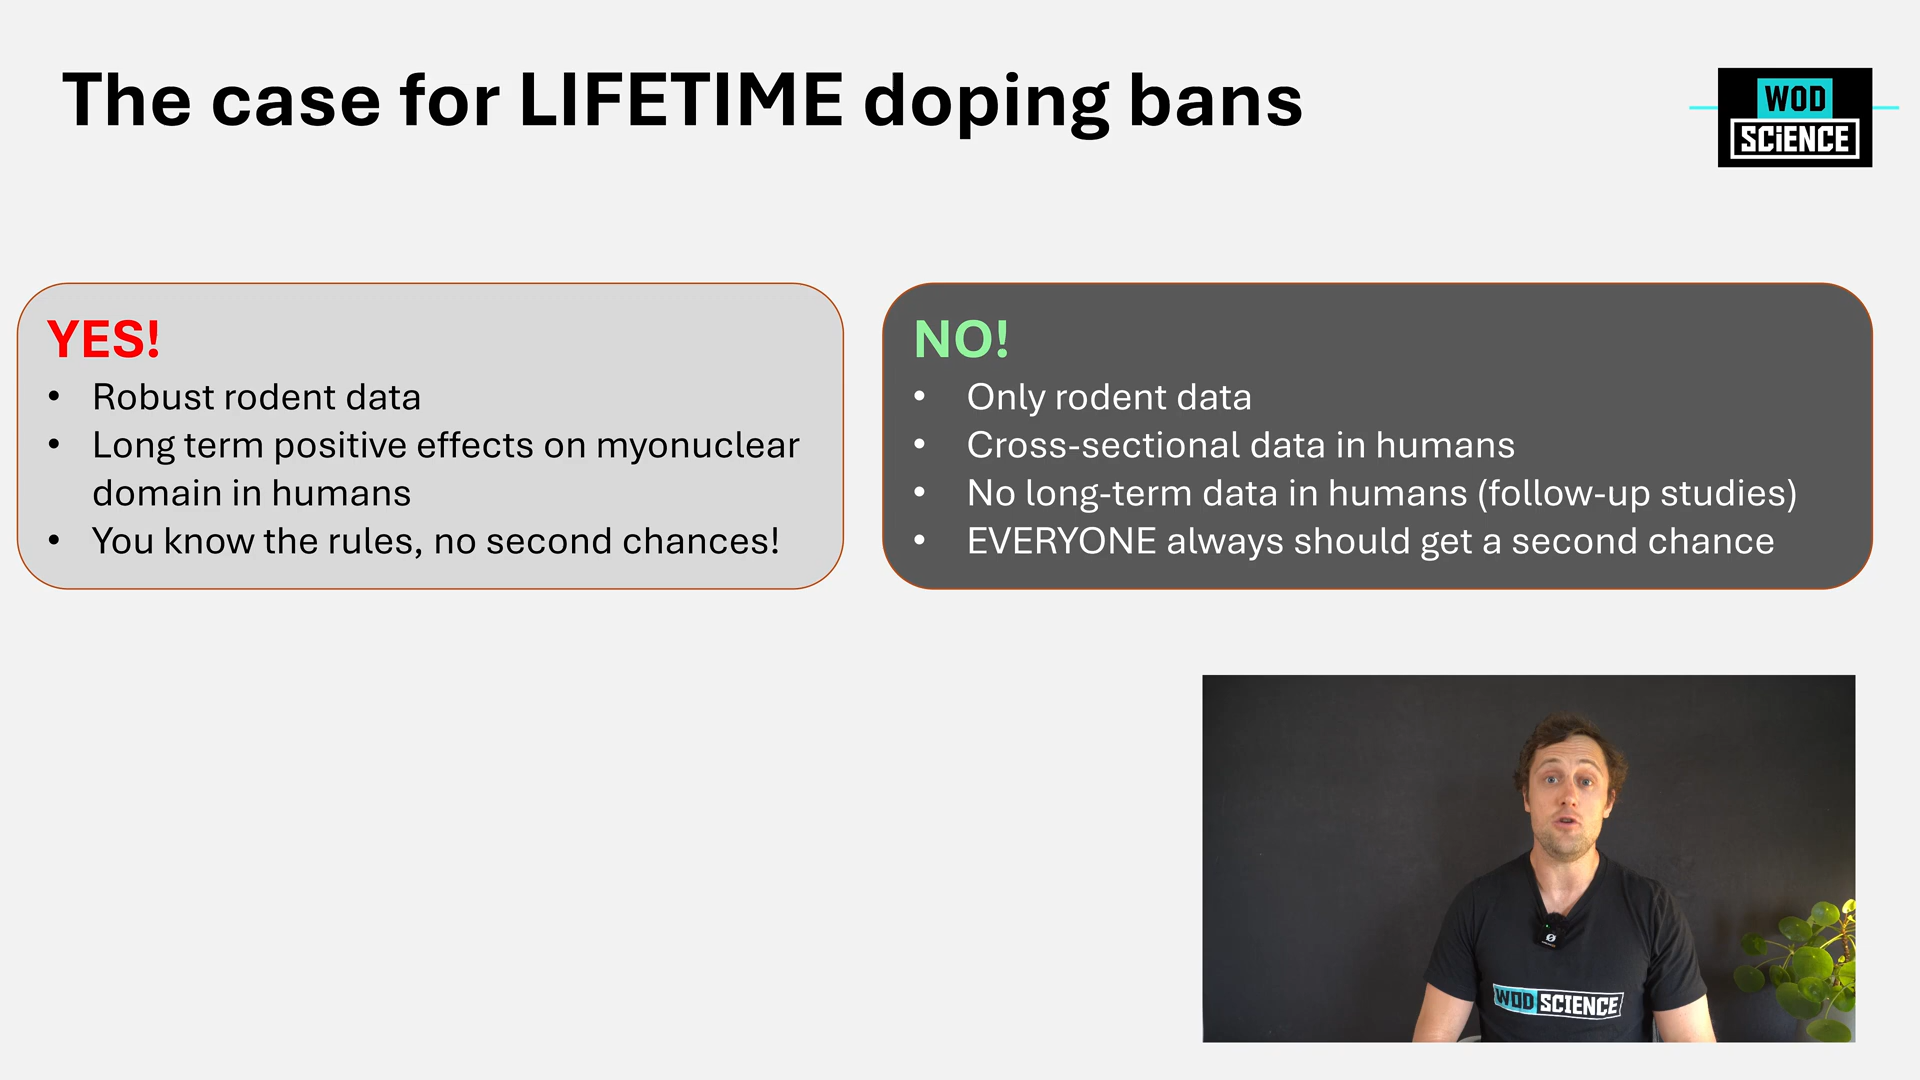 The case for LIFETIME doping bans
WOD
SCiENCE
YES!
• Robust rodent data
• Long term positive effects on myonuclear
domain in humans
• You know the rules, no second chances!
NO!
• Only rodent data
• Cross-sectional data in humans
• No long-term data in humans (follow-up studies)
• EVERYONE always should get a second chance
WOD SCIENCE